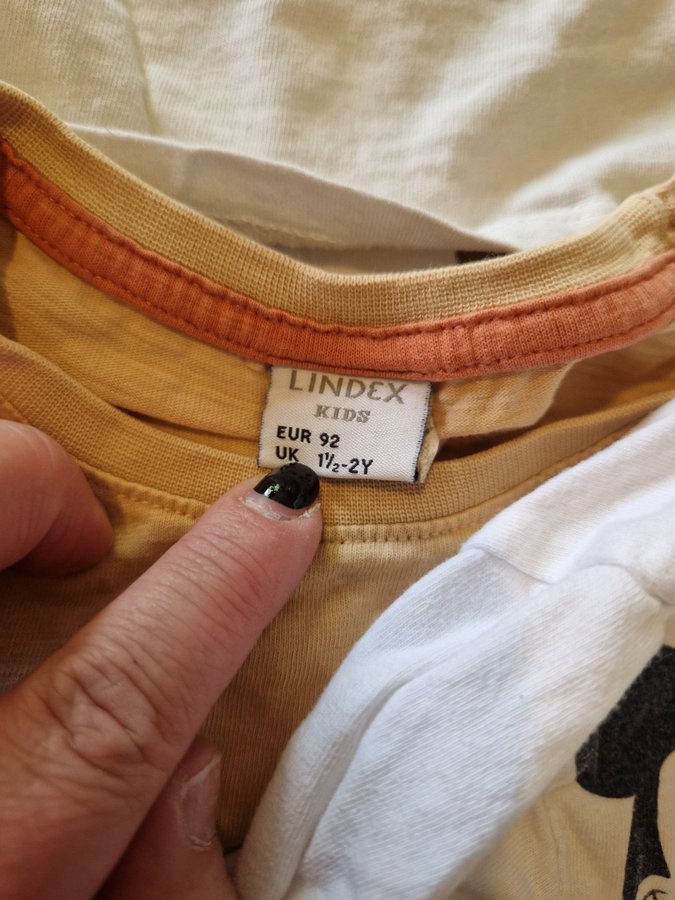 LINDEX
KIDS
EUR 92
UK 1½-2Y